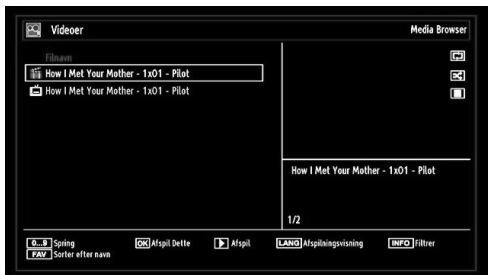 Videoer
Media Browser
Filnavn
How I Met Your Mother - 1x01 - Pilot
How I Met Your Mother - 1x01 - Pilot
How I Met Your Mother - 1x01 - Pilot
1/2
0...9 Spring OK Afspil Dette Afspil LANG Afspilningsvisning INFO Filtrer
FAV Sorter efter navn